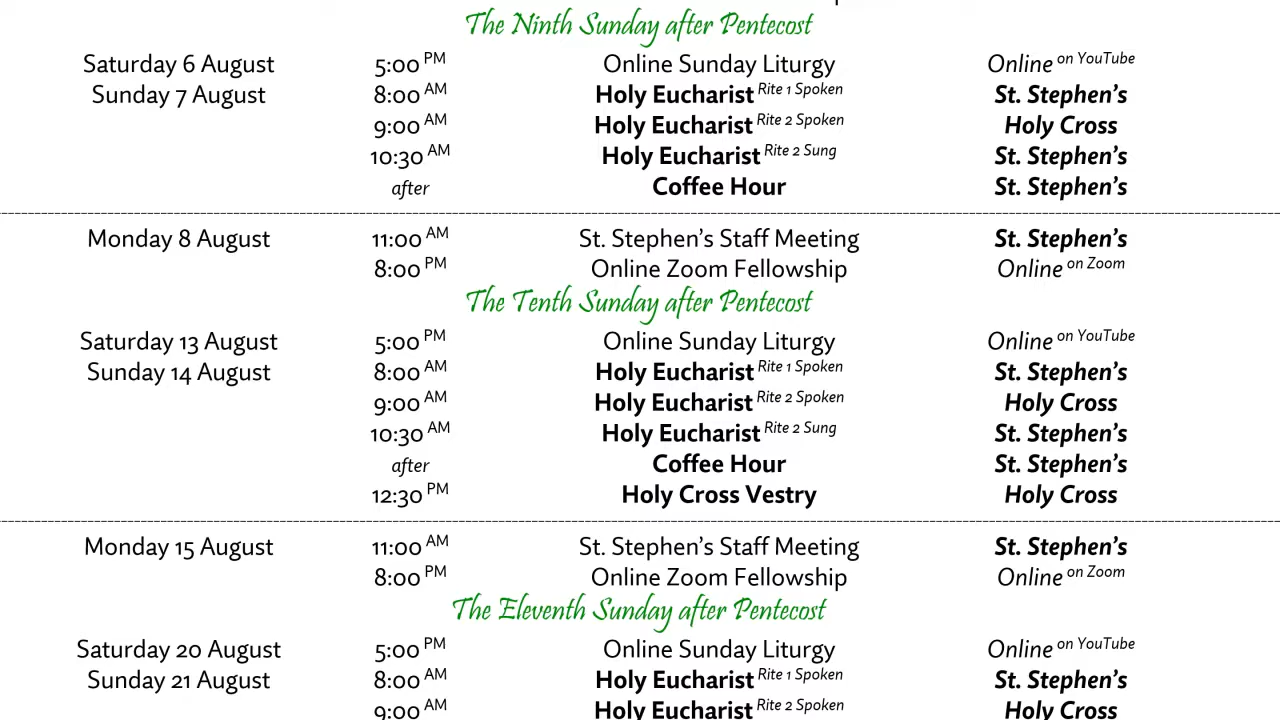 The Ninth Sunday after Pentecost
Saturday 6 August 5:00 PM Online Sunday Liturgy Online on YouTube
Sunday 7 August 8:00 AM Holy Eucharist Rite 1 Spoken St. Stephen's
9:00 AM Holy Eucharist Rite 2 Spoken Holy Cross
10:30 AM Holy Eucharist Rite 2 Sung St. Stephen's
after Coffee Hour St. Stephen's
Monday 8 August 11:00 AM St. Stephen's Staff Meeting St. Stephen's
8:00 PM Online Zoom Fellowship Online on Zoom
The Tenth Sunday after Pentecost
Saturday 13 August 5:00 PM Online Sunday Liturgy Online on YouTube
Sunday 14 August 8:00 AM Holy Eucharist Rite 1 Spoken St. Stephen's
9:00 AM Holy Eucharist Rite 2 Spoken Holy Cross
10:30 AM Holy Eucharist Rite 2 Sung St. Stephen's
after Coffee Hour St. Stephen's
12:30 PM Holy Cross Vestry Holy Cross
Monday 15 August 11:00 AM St. Stephen's Staff Meeting St. Stephen's
8:00 PM Online Zoom Fellowship Online on Zoom
The Eleventh Sunday after Pentecost
Saturday 20 August 5:00 PM Online Sunday Liturgy Online on YouTube
Sunday 21 August 8:00 AM Holy Eucharist Rite 1 Spoken St. Stephen's
9:00 AM Holy Eucharist Rite 2 Spoken Holy Cross